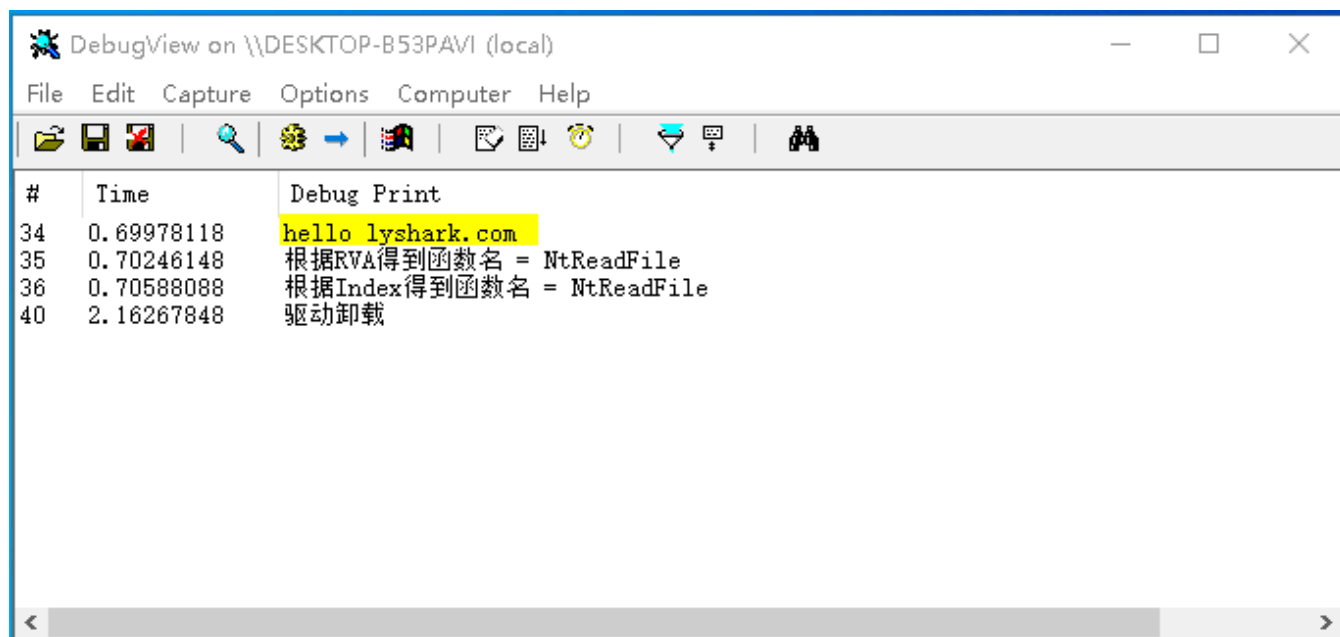 DebugView on \\DESKTOP-B53PAVI (local)
File Edit Capture Options Computer Help
# Time Debug Print
34 0.69978118 hello lyshark.com
35 0.70246148 根据RVA得到函数名 = NtReadFile
36 0.70588088 根据Index得到函数名 = NtReadFile
40 2.16267848 驱动卸载